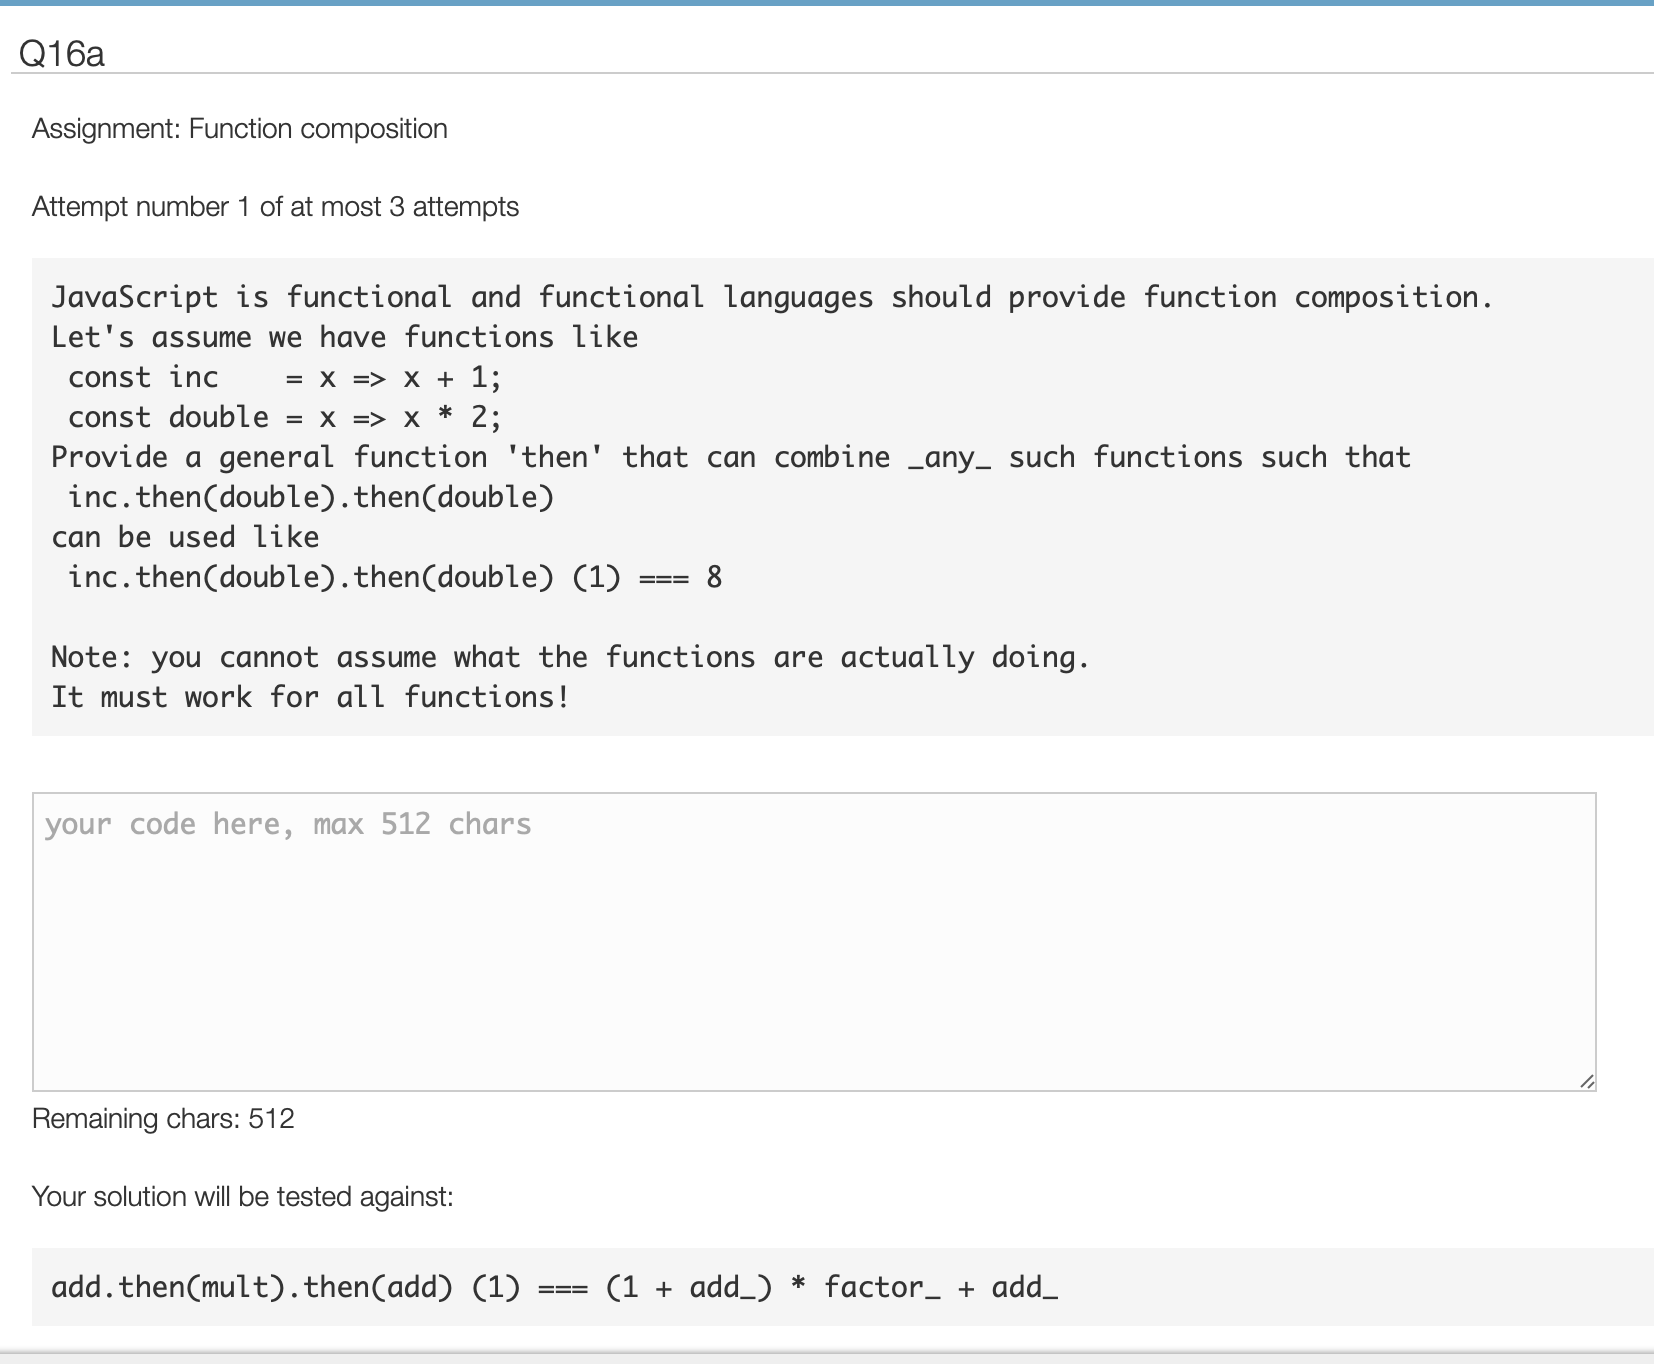 Q16a
Assignment: Function composition
Attempt number 1 of at most 3 attempts
JavaScript is functional and functional languages should provide function composition.
Let's assume we have functions like
 const inc    = x => x + 1;
 const double = x => x * 2;
Provide a general function 'then' that can combine _any_ such functions such that
 inc.then(double).then(double)
can be used like
 inc.then(double).then(double) (1) === 8
Note: you cannot assume what the functions are actually doing.
It must work for all functions!
your code here, max 512 chars
Remaining chars: 512
Your solution will be tested against:
add.then(mult).then(add) (1) === (1 + add_) * factor_ + add_